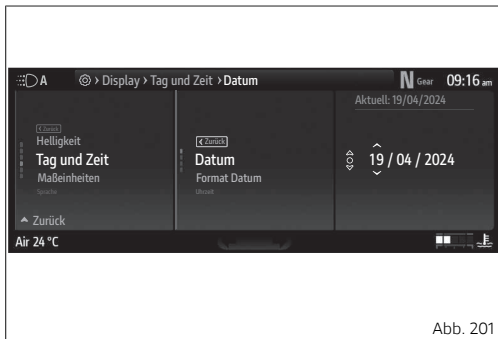 A Display › Tag und Zeit › Datum N Gear 09:16 am
Aktuell: 19/04/2024
Zurück
Helligkeit
Tag und Zeit
Maßeinheiten
Sprache
Zurück
Zurück
Datum
Format Datum
Uhrzeit
19 / 04 / 2024
Air 24 °C
Abb. 201